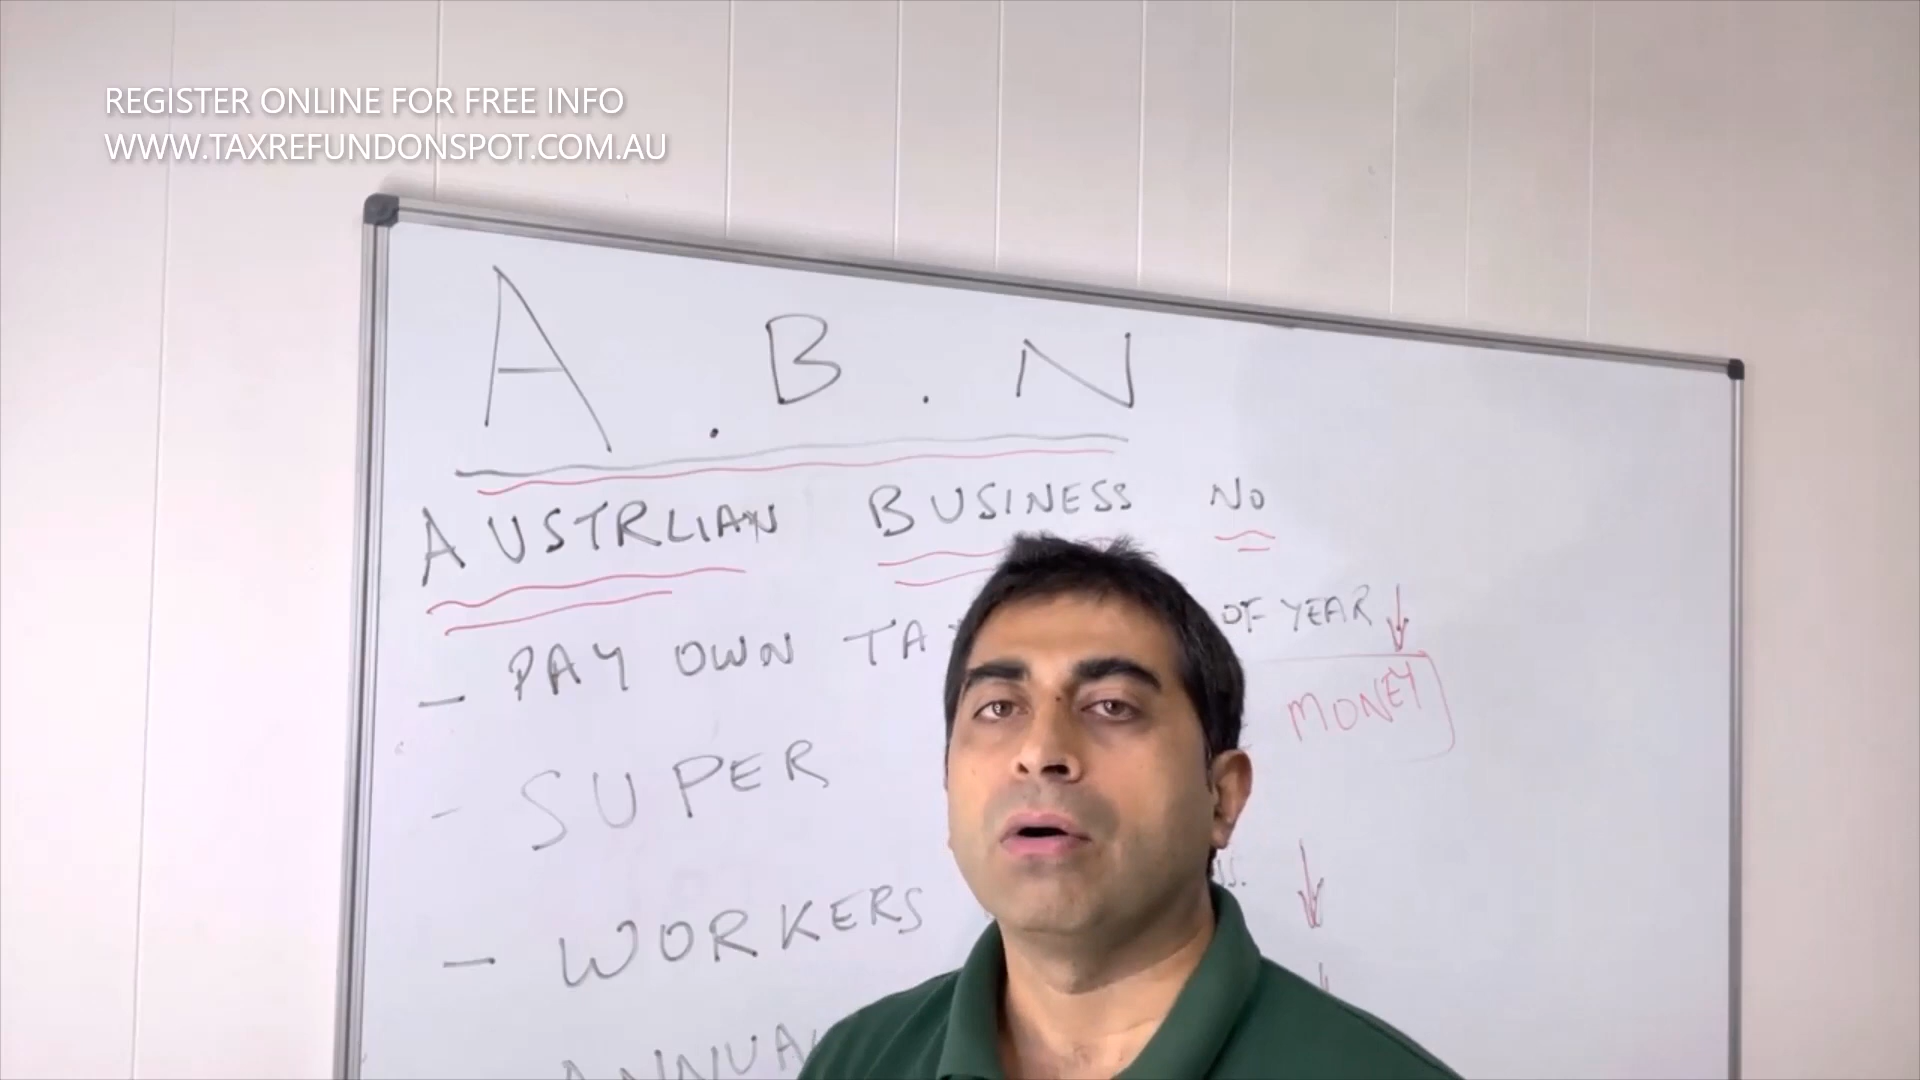 REGISTER ONLINE FOR FREE INFO
WWW.TAXREFUNDONSPOT.COM.AU
A.B.N
AUSTRLIAN BUSINESS NO
- PAY OWN OF YEAR
MONEY
- SUPER
- WORKERS